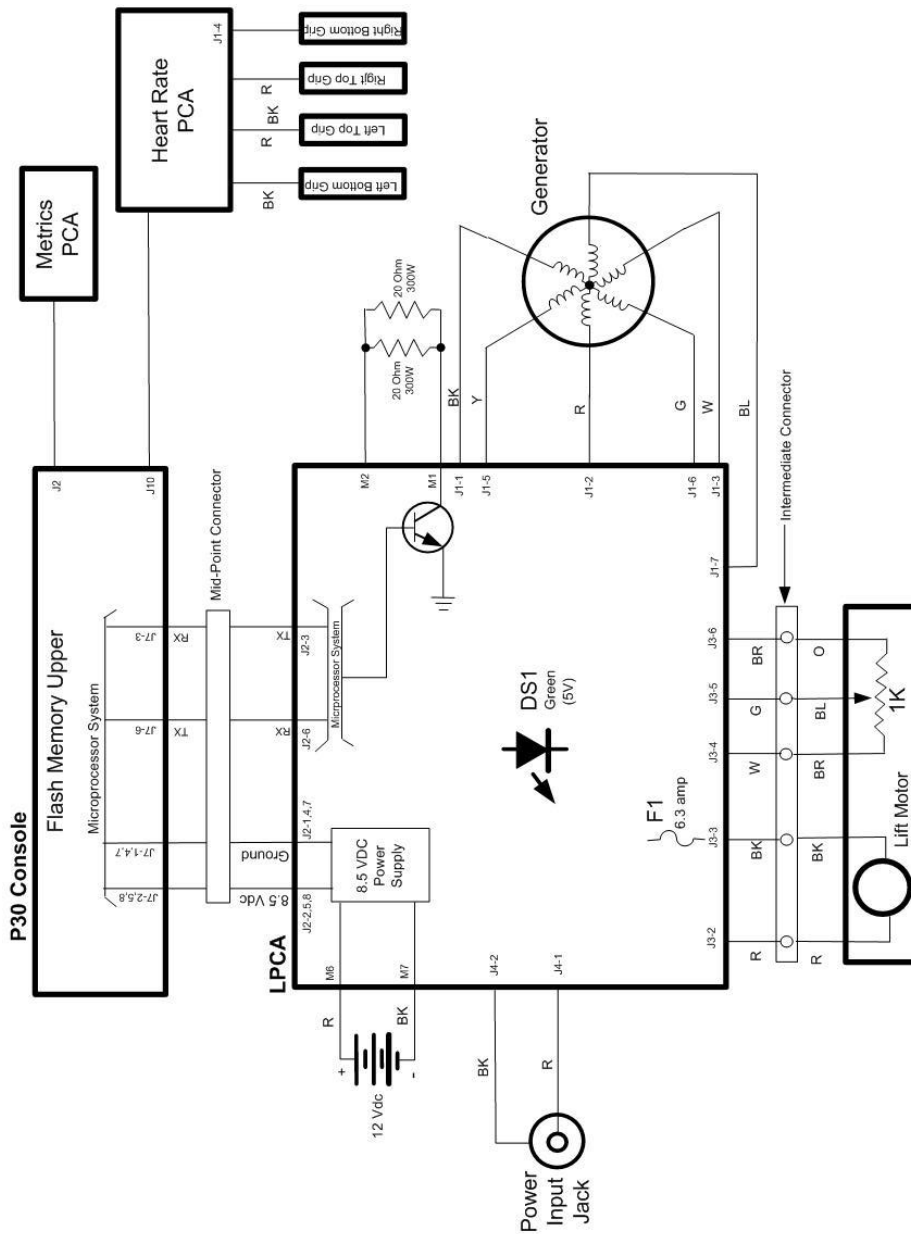 P30 Console
Flash Memory Upper
Microprocessor System
J2
J10
J7-2,5,8
J7-1,4,7
J7-6
J7-3
Metrics
PCA
Heart Rate
PCA
J1-4
BK
R
BK
R
Left Bottom Grip
Left Top Grip
Rigjt Top Grip
Right Bottom Grip
8.5 Vdc
Ground
TX
RX
Mid-Point Connector
RX
TX
LPCA
J2-2,5,8
J2-1,4,7
J2-6
J2-3
8.5 VDC
Power
Supply
Micrprocessor System
M6
M7
R
BK
+
-
12 Vdc
J4-2
J4-1
BK
R
Power
Input
Jack
DS1
Green
(5V)
F1
6.3 amp
M2
M1
J1-1
J1-5
J1-2
J1-6
J1-3
J1-7
20 Ohm
300W
20 Ohm
300W
BK
Y
R
G
W
BL
Generator
J3-2
J3-3
J3-4
J3-5
J3-6
R
BK
W
G
BR
Intermediate Connector
R
BK
BR
BL
O
1K
Lift Motor